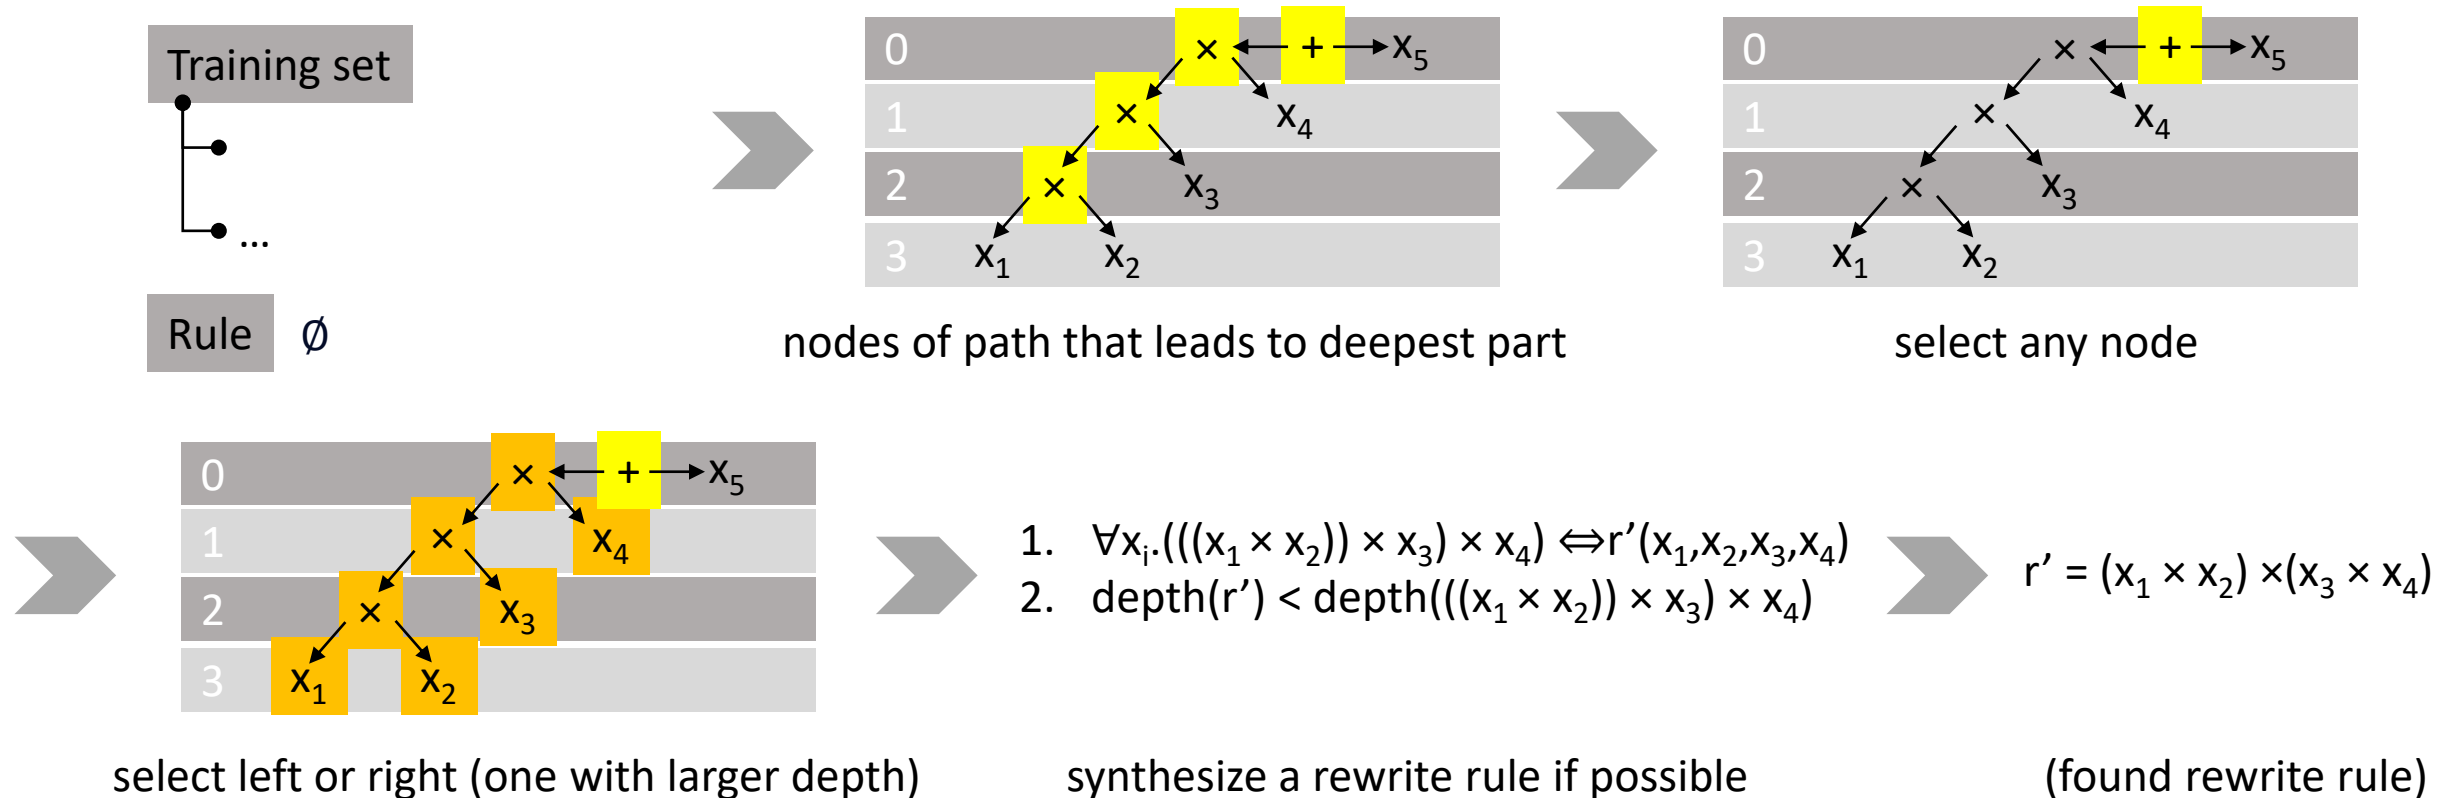 Training set
...
Rule ∅
0 × + x₅
1 × x₄
2 × x₃
3 x₁ x₂
nodes of path that leads to deepest part
0 × + x₅
1 × x₄
2 × x₃
3 x₁ x₂
select any node
0 × + x₅
1 × x₄
2 × x₃
3 x₁ x₂
select left or right (one with larger depth)
1. ∀xᵢ.(((x₁ × x₂)) × x₃) × x₄) ⇔r’(x₁,x₂,x₃,x₄)
2. depth(r’) < depth(((x₁ × x₂)) × x₃) × x₄)
synthesize a rewrite rule if possible
r’ = (x₁ × x₂) ×(x₃ × x₄)
(found rewrite rule)